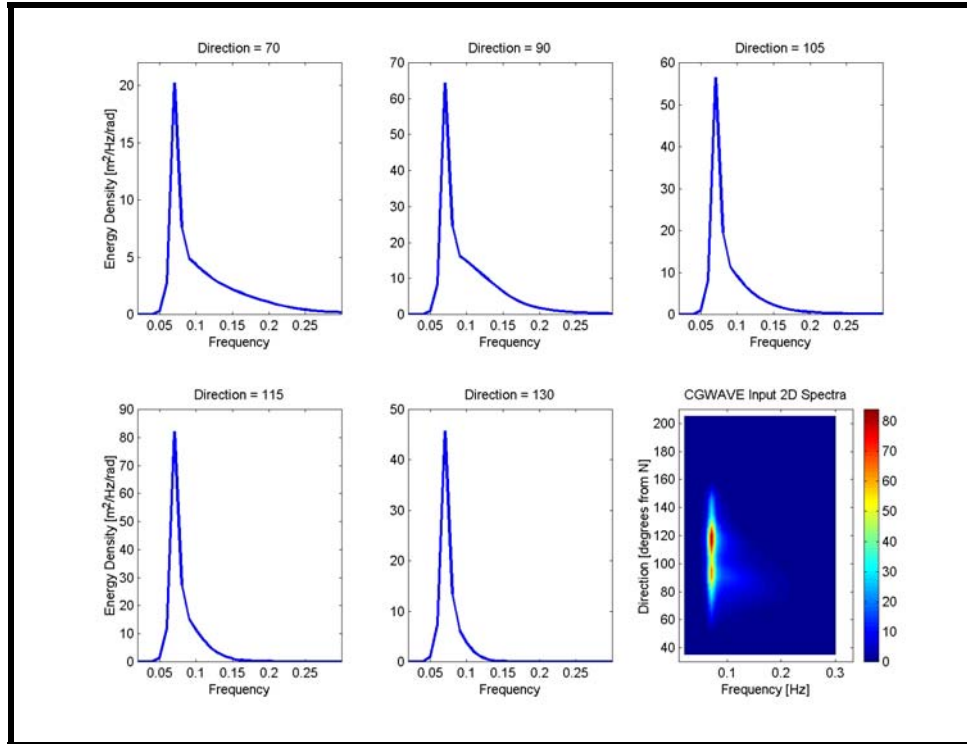 Direction = 70
Energy Density [m²/Hz/rad]
20
15
10
5
0
0.05 0.1 0.15 0.2 0.25
Frequency
Direction = 90
70
60
50
40
30
20
10
0
0.05 0.1 0.15 0.2 0.25
Frequency
Direction = 105
60
50
40
30
20
10
0
0.05 0.1 0.15 0.2 0.25
Frequency
Direction = 115
Energy Density [m²/Hz/rad]
90
80
70
60
50
40
30
20
10
0
0.05 0.1 0.15 0.2 0.25
Frequency
Direction = 130
50
40
30
20
10
0
0.05 0.1 0.15 0.2 0.25
Frequency
CGWAVE Input 2D Spectra
Direction [degrees from N]
200
180
160
140
120
100
80
60
40
0.1 0.2 0.3
Frequency [Hz]
80
70
60
50
40
30
20
10
0